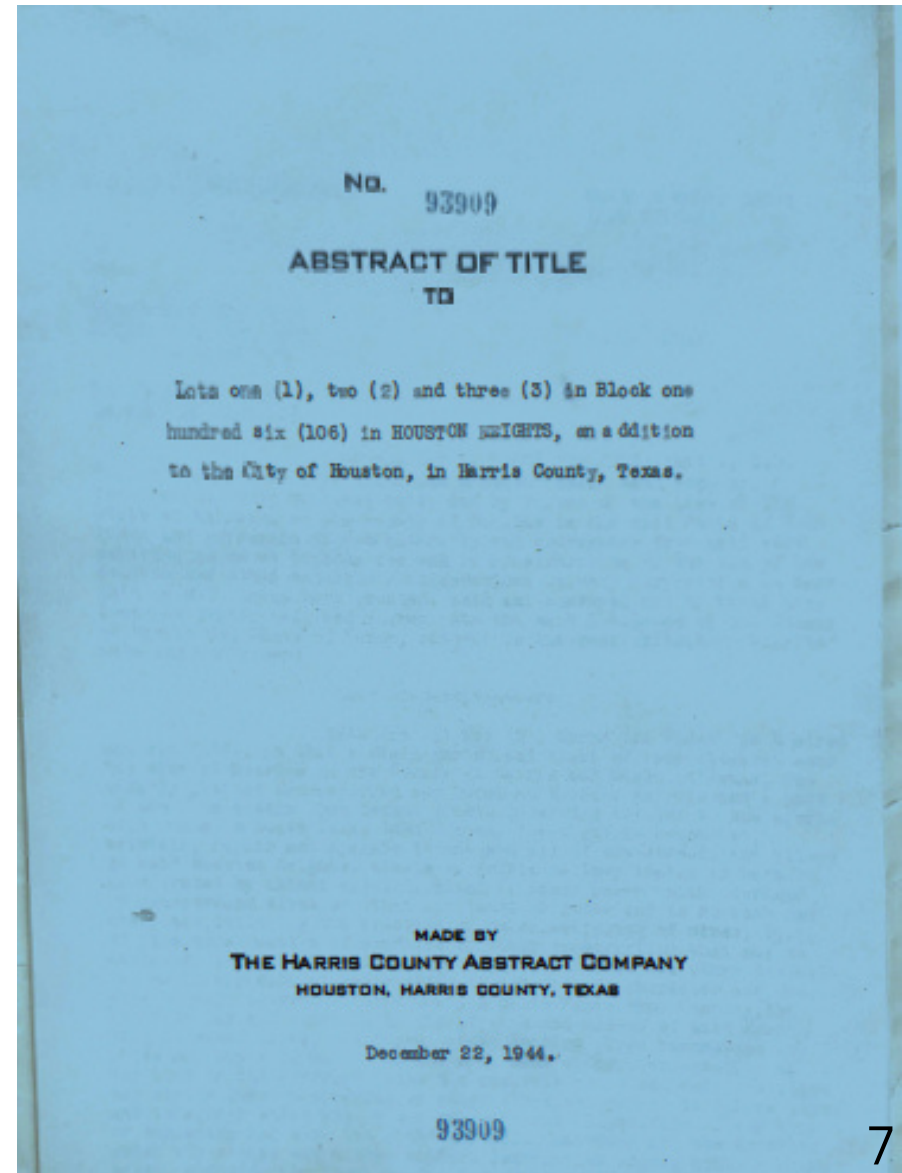 No.
93909
ABSTRACT OF TITLE
TO
Lots one (1), two (2) and three (3) in Block one
hundred six (106) in HOUSTON HEIGHTS, an a ddition
to the City of Houston, in Harris County, Texas.
MADE BY
THE HARRIS COUNTY ABSTRACT COMPANY
HOUSTON, HARRIS COUNTY, TEXAS
December 22, 1944.
93909
7